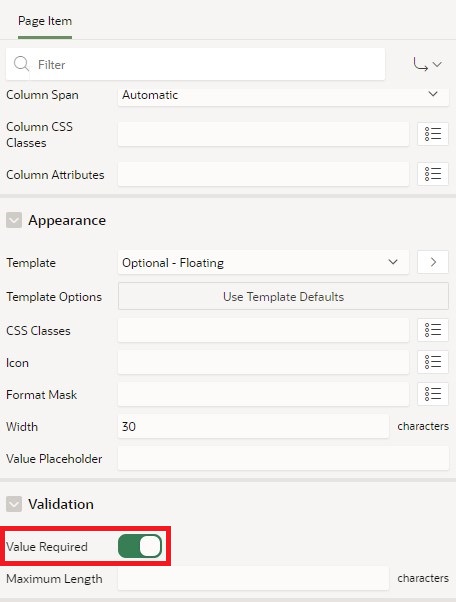 Page Item
Filter
Column Span Automatic
Column CSS
Classes
Column Attributes
Appearance
Template Optional - Floating
Template Options Use Template Defaults
CSS Classes
Icon
Format Mask
Width 30 characters
Value Placeholder
Validation
Value Required
Maximum Length characters